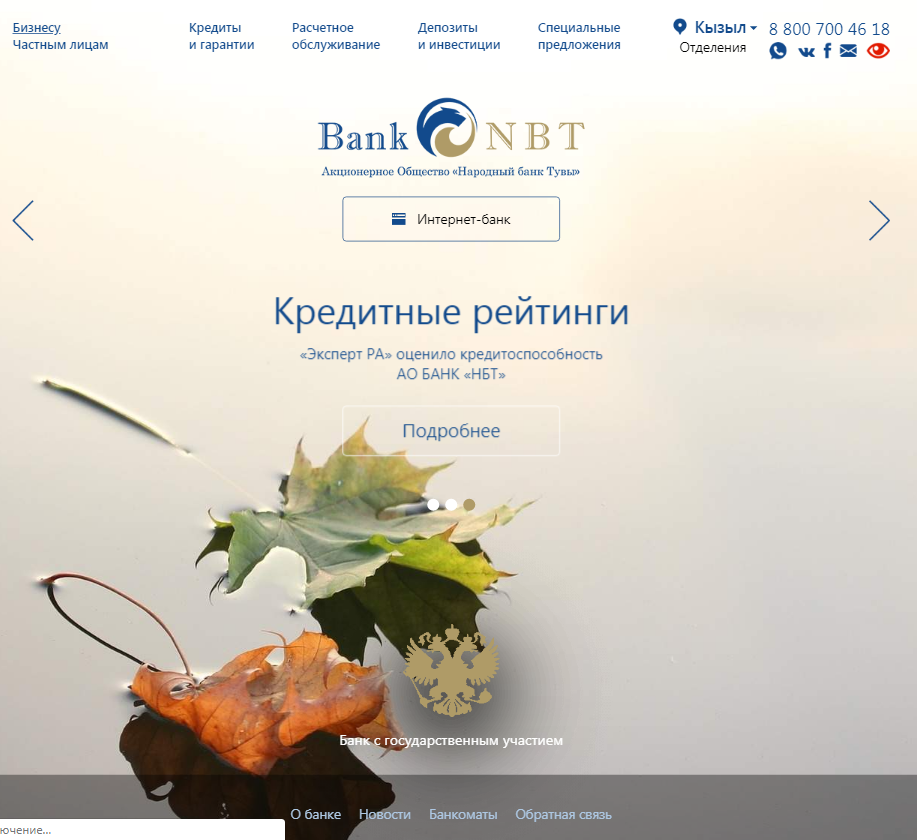 Бизнесу
Частным лицам
Кредиты
и гарантии
Расчетное
обслуживание
Депозиты
и инвестиции
Специальные
предложения
Кызыл
Отделения
8 800 700 46 18
Bank NBT
Акционерное Общество «Народный банк Тувы»
Интернет-банк
Кредитные рейтинги
«Эксперт РА» оценило кредитоспособность
АО БАНК «НБТ»
Подробнее
Банк с государственным участием
О банке Новости Банкоматы Обратная связь
ючение...